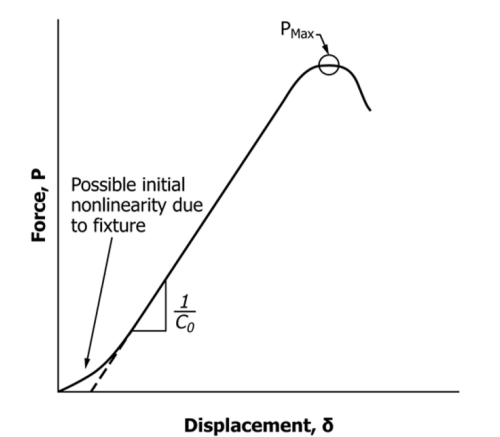 P_Max
Possible initial
nonlinearity due
to fixture
Force, P
1
C_0
Displacement, δ